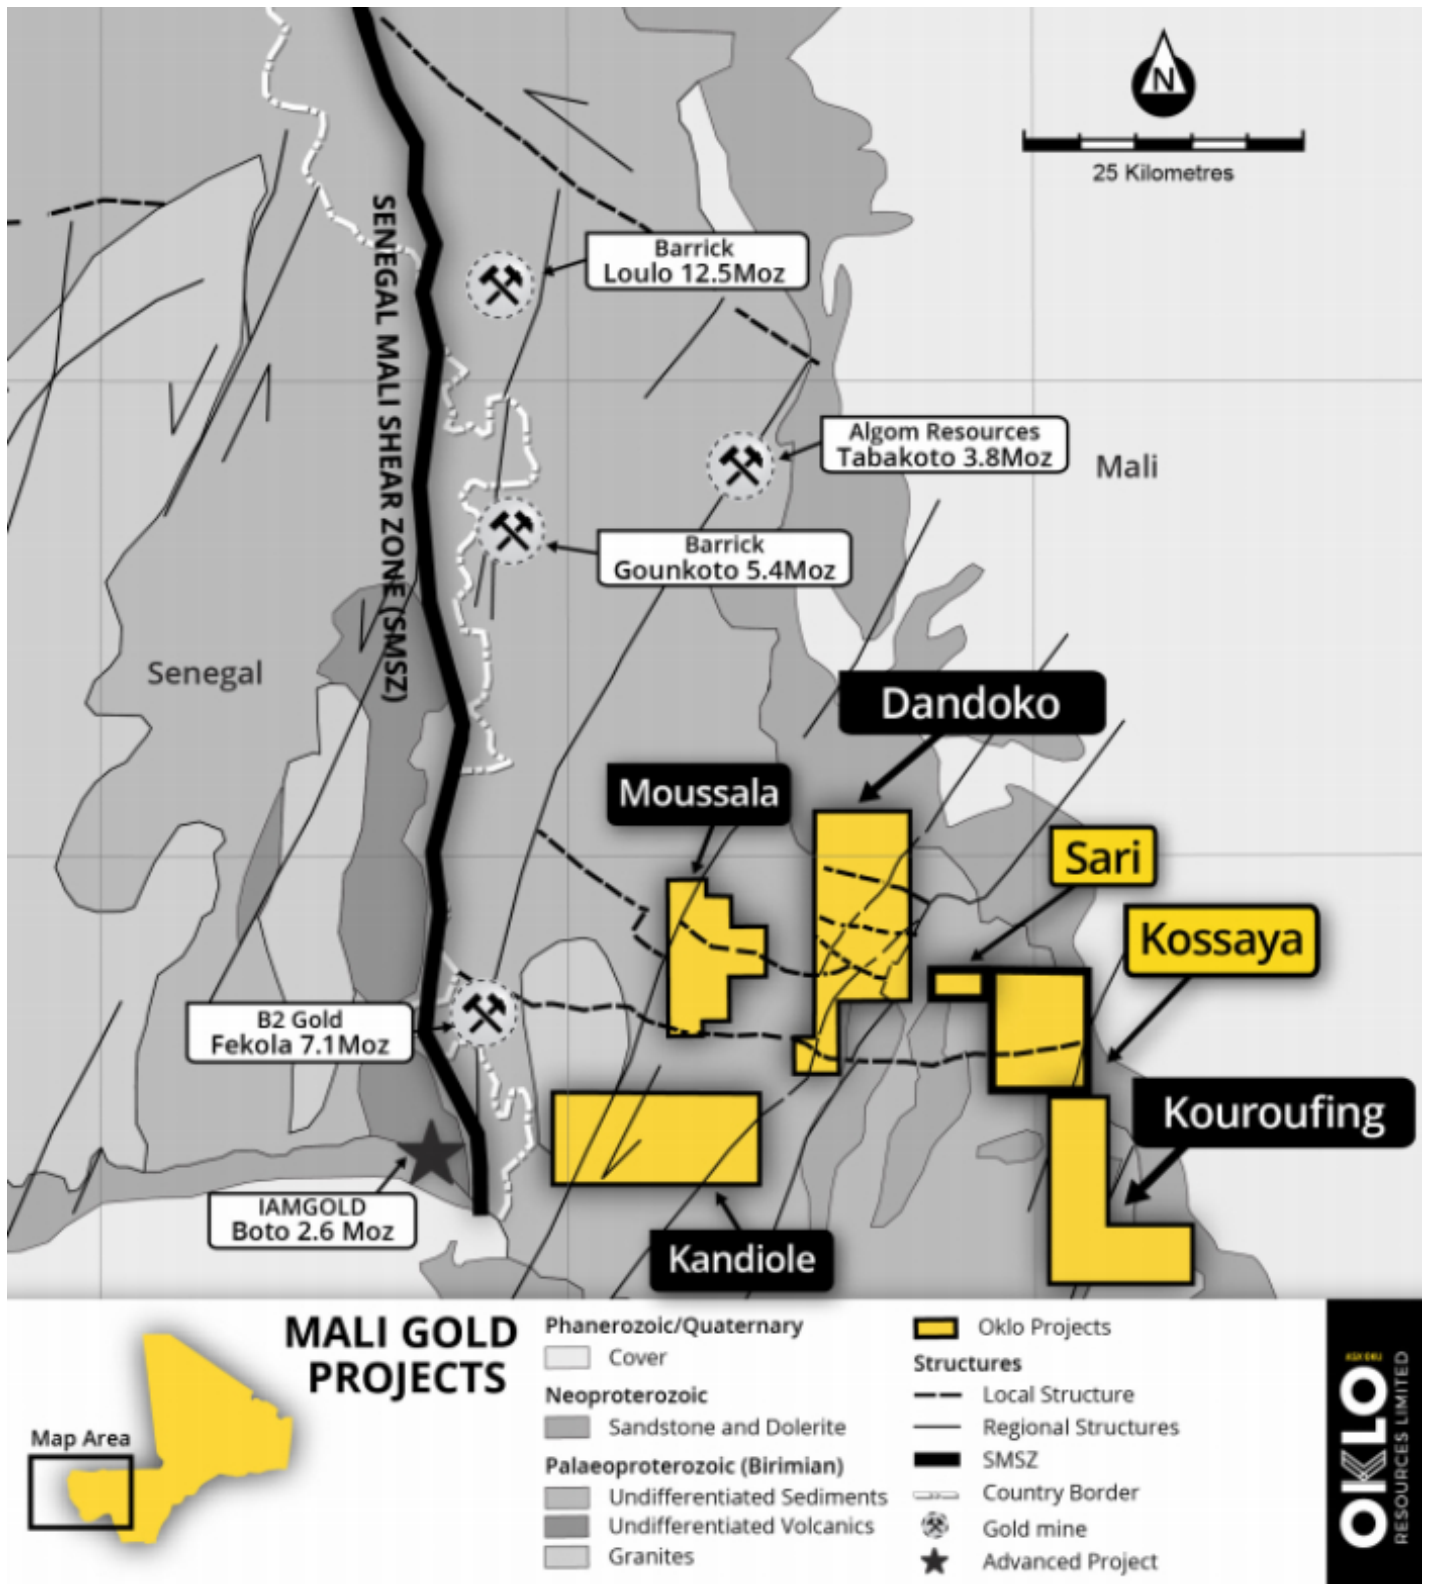 N
25 Kilometres
SENEGAL MALI SHEAR ZONE (SMSZ)
Barrick
Loulo 12.5Moz
Algom Resources
Tabakoto 3.8Moz
Mali
Barrick
Gounkoto 5.4Moz
Senegal
Dandoko
Moussala
Sari
Kossaya
B2 Gold
Fekola 7.1Moz
Kouroufing
IAMGOLD
Boto 2.6 Moz
Kandiole
MALI GOLD
PROJECTS
Map Area
Phanerozoic/Quaternary
Cover
Neoproterozoic
Sandstone and Dolerite
Palaeoproterozoic (Birimian)
Undifferentiated Sediments
Undifferentiated Volcanics
Granites
Oklo Projects
Structures
Local Structure
Regional Structures
SMSZ
Country Border
Gold mine
Advanced Project
OKLO
RESOURCES LIMITED